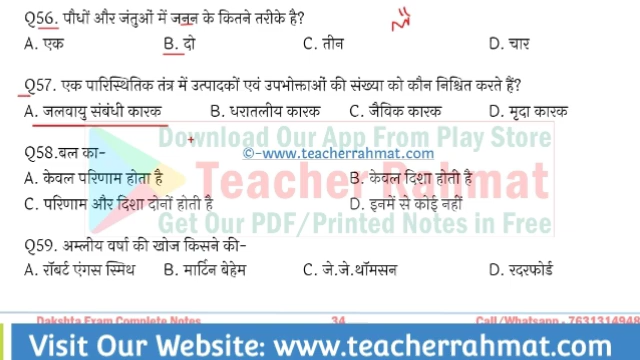 Q56. पौधों और जंतुओं में जनन के कितने तरीके है?
A. एक B. दो C. तीन D. चार
Q57. एक पारिस्थितिक तंत्र में उत्पादकों एवं उपभोक्ताओं की संख्या को कौन निश्चित करते हैं?
A. जलवायु संबंधी कारक B. धरातलीय कारक C. जैविक कारक D. मृदा कारक
Download Our App From Play Store
Q58.बल का- ©-www.teacherrahmat.com
A. केवल परिणाम होता है B. केवल दिशा होती है
Teacher Rahmat
C. परिणाम और दिशा दोनों होती है D. इनमें से कोई नहीं
Get Our PDF/Printed Notes in Free
Q59. अम्लीय वर्षा की खोज किसने की-
A. रॉबर्ट एंगस स्मिथ B. मार्टिन बेहेम C. जे.जे.थॉमसन D. रदरफोर्ड
Dakshta Exam Complete Notes 34 Call/Whatsapp - 7631314948
Visit Our Website: www.teacherrahmat.com